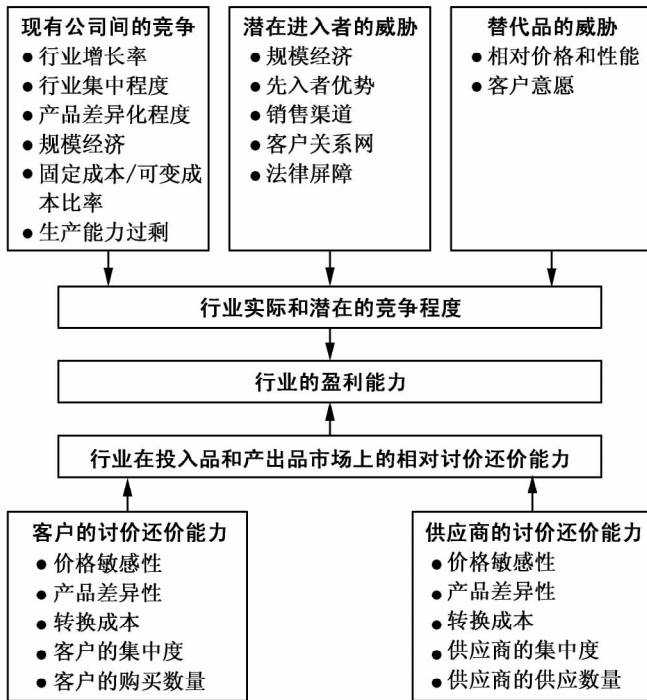 现有公司间的竞争
● 行业增长率
● 行业集中程度
● 产品差异化程度
● 规模经济
● 固定成本/可变成
本比率
● 生产能力过剩
潜在进入者的威胁
● 规模经济
● 先入者优势
● 销售渠道
● 客户关系网
● 法律屏障
替代品的威胁
● 相对价格和性能
● 客户意愿
行业实际和潜在的竞争程度
行业的盈利能力
行业在投入品和产出品市场上的相对讨价还价能力
客户的讨价还价能力
● 价格敏感性
● 产品差异性
● 转换成本
● 客户的集中度
● 客户的购买数量
供应商的讨价还价能力
● 价格敏感性
● 产品差异性
● 转换成本
● 供应商的集中度
● 供应商的供应数量